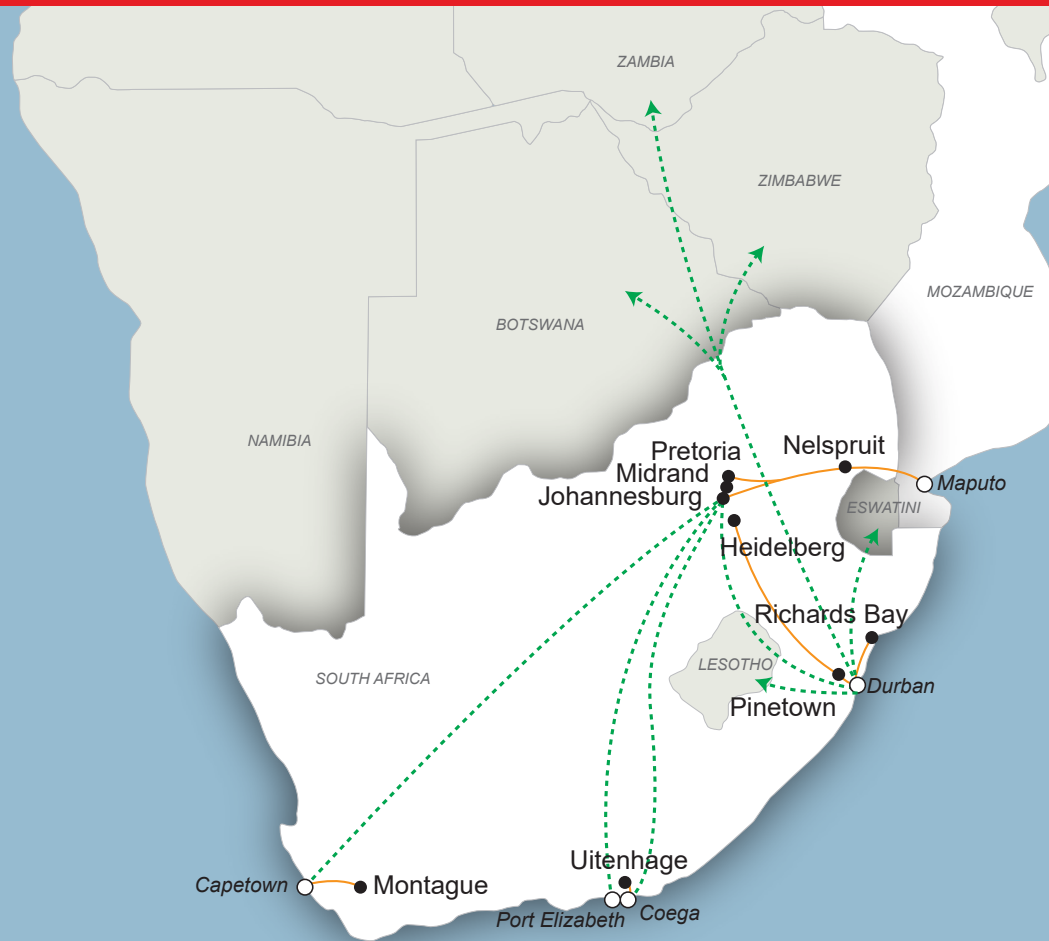 ZAMBIA
ZIMBABWE
MOZAMBIQUE
BOTSWANA
NAMIBIA
Pretoria
Nelspruit
Midrand
Johannesburg
Maputo
ESWATINI
Heidelberg
Richards Bay
LESOTHO
SOUTH AFRICA
Durban
Pinetown
Uitenhage
Capetown
Montague
Port Elizabeth
Coega